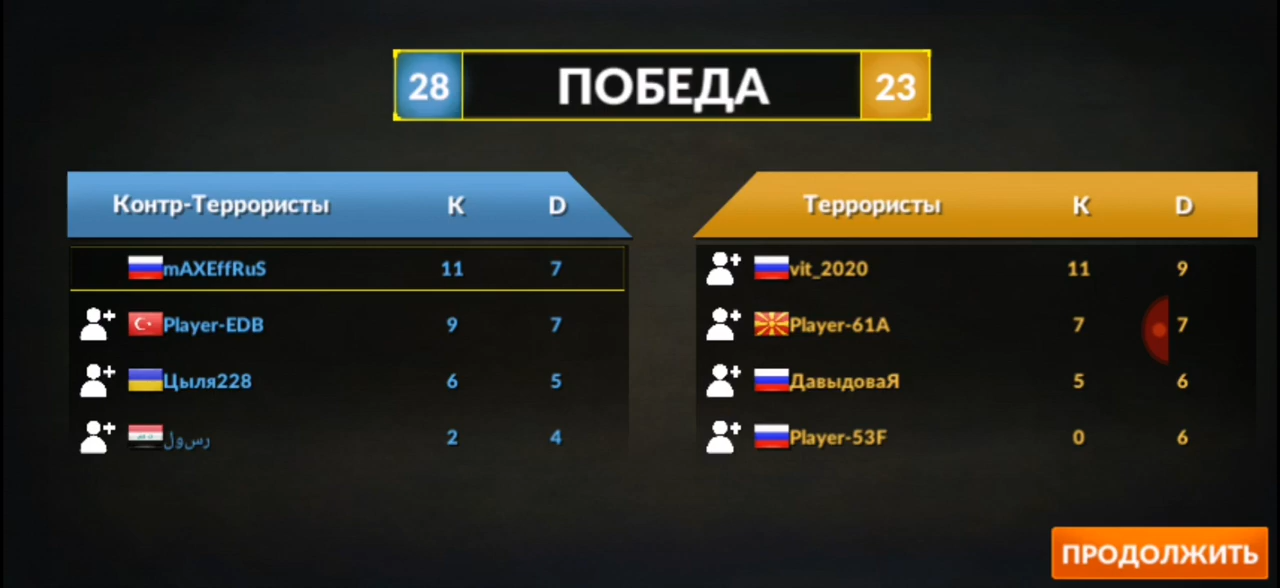 28 ПОБЕДА 23
Контр-Террористы K D
mAXEffRuS 11 7
Player-EDB 9 7
Цыля228 6 5
رسول 2 4
Террористы K D
vit_2020 11 9
Player-61A 7 7
ДавыдоваЯ 5 6
Player-53F 0 6
ПРОДОЛЖИТЬ